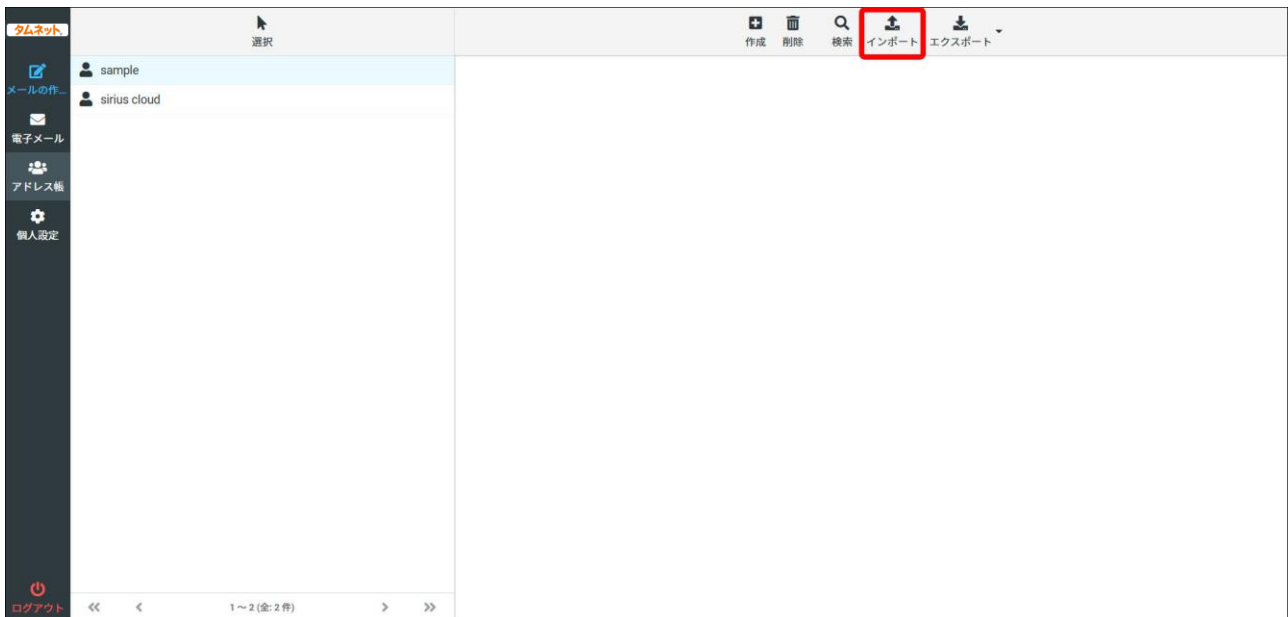 タムネット
メールの作...
電子メール
アドレス帳
個人設定
ログアウト
選択
作成 削除 検索 インポート エクスポート
sample
sirius cloud
1 ～ 2 (全: 2 件)